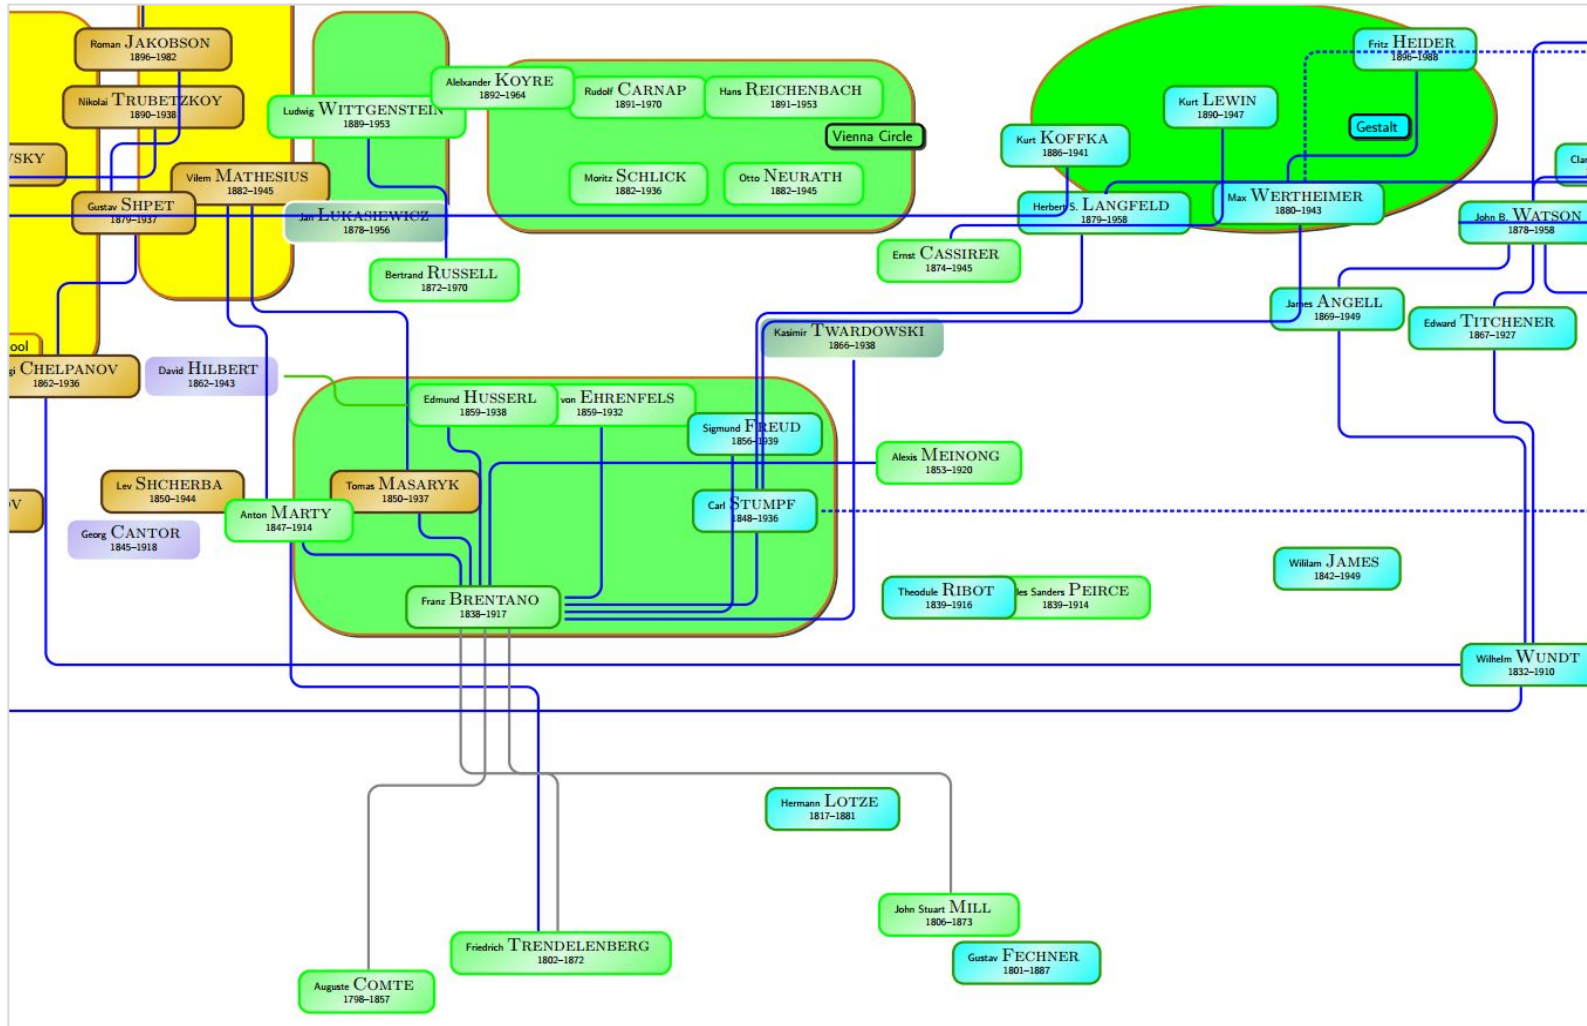 Roman JAKOBSON
1896–1982
Nikolai TRUBETZKOY
1890–1938
VSKY
Vilem MATHESIUS
1882–1945
Gustav SHPET
1879–1937
Ludwig WITTGENSTEIN
1889–1953
Jan LUKASIEWICZ
1878–1956
Bertrand RUSSELL
1872–1970
Alelxander KOYRE
1892–1964
Rudolf CARNAP
1891–1970
Hans REICHENBACH
1891–1953
Vienna Circle
Moritz SCHLICK
1882–1936
Otto NEURATH
1882–1945
Ernst CASSIRER
1874–1945
Kurt KOFFKA
1886–1941
Kurt LEWIN
1890–1947
Fritz HEIDER
1896–1988
Gestalt
Herbert S. LANGFELD
1879–1958
Max WERTHEIMER
1880–1943
Clar
John B. WATSON
1878–1958
James ANGELL
1869–1949
Edward TITCHENER
1867–1927
Kasimir TWARDOWSKI
1866–1938
ool
gi CHELPANOV
1862–1936
David HILBERT
1862–1943
Edmund HUSSERL
1859–1938
von EHRENFELS
1859–1932
Sigmund FREUD
1856–1939
Alexis MEINONG
1853–1920
OV
Lev SHCHERBA
1850–1944
Tomas MASARYK
1850–1937
Anton MARTY
1847–1914
Georg CANTOR
1845–1918
Carl STUMPF
1848–1936
Wililam JAMES
1842–1949
Franz BRENTANO
1838–1917
Theodule RIBOT
1839–1916
les Sanders PEIRCE
1839–1914
Wilhelm WUNDT
1832–1910
Hermann LOTZE
1817–1881
John Stuart MILL
1806–1873
Friedrich TRENDELENBERG
1802–1872
Gustav FECHNER
1801–1887
Auguste COMTE
1798–1857